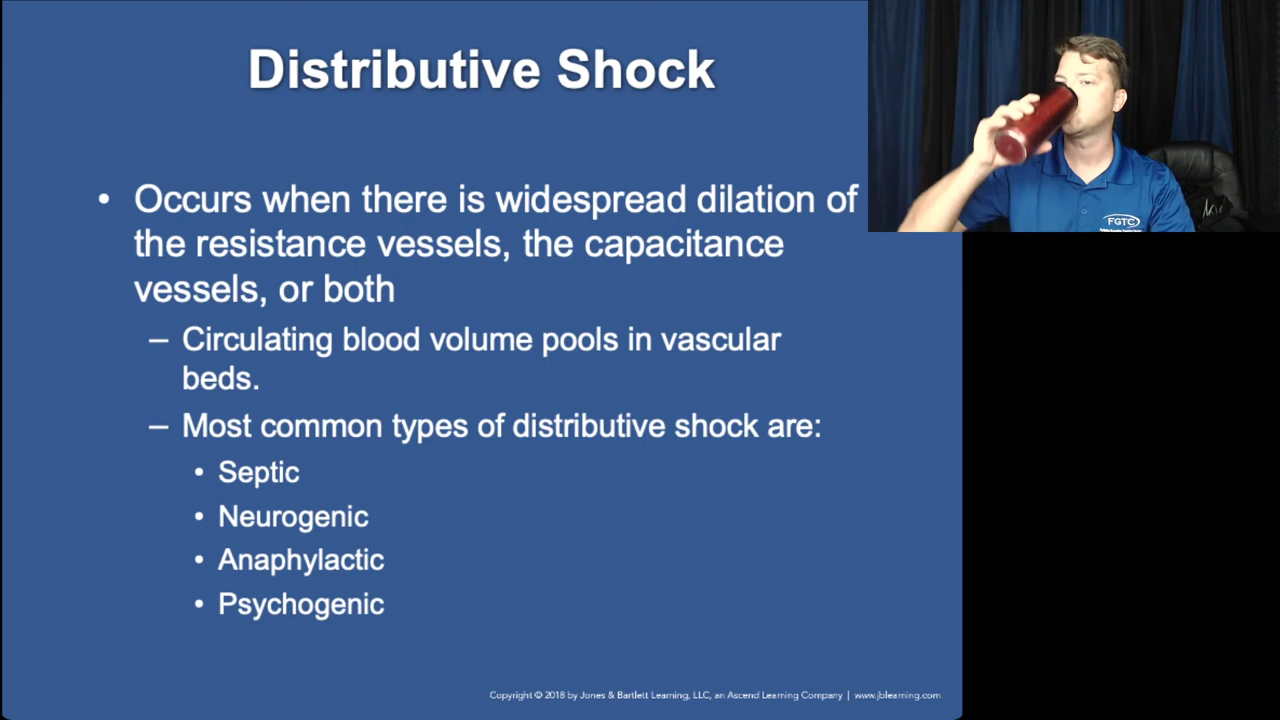 Distributive Shock
• Occurs when there is widespread dilation of
the resistance vessels, the capacitance
vessels, or both
– Circulating blood volume pools in vascular
beds.
– Most common types of distributive shock are:
• Septic
• Neurogenic
• Anaphylactic
• Psychogenic
Copyright © 2018 by Jones & Bartlett Learning, LLC, an Ascend Learning Company | www.jblearning.com
FGTC